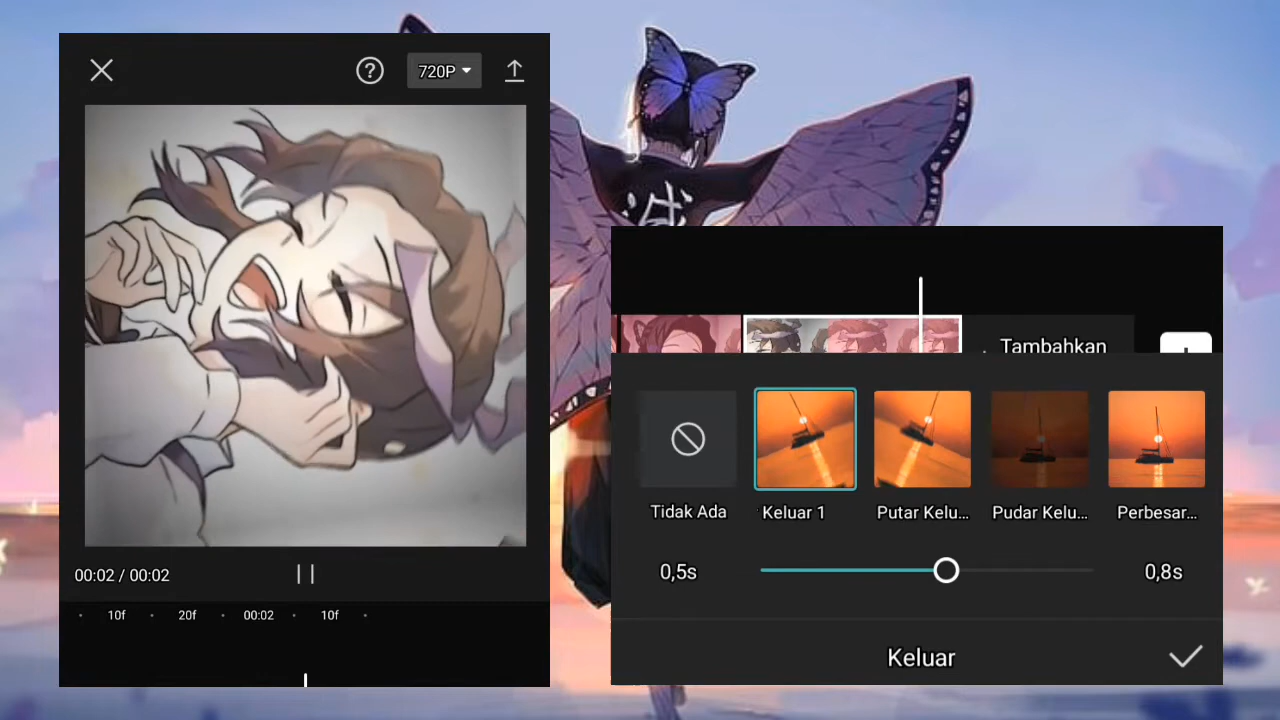 720P
00:02 / 00:02
10f
20f
00:02
10f
滅
Tambahkan
Tidak Ada
Keluar 1
Putar Kelu...
Pudar Kelu...
Perbesar...
0,5s
0,8s
Keluar